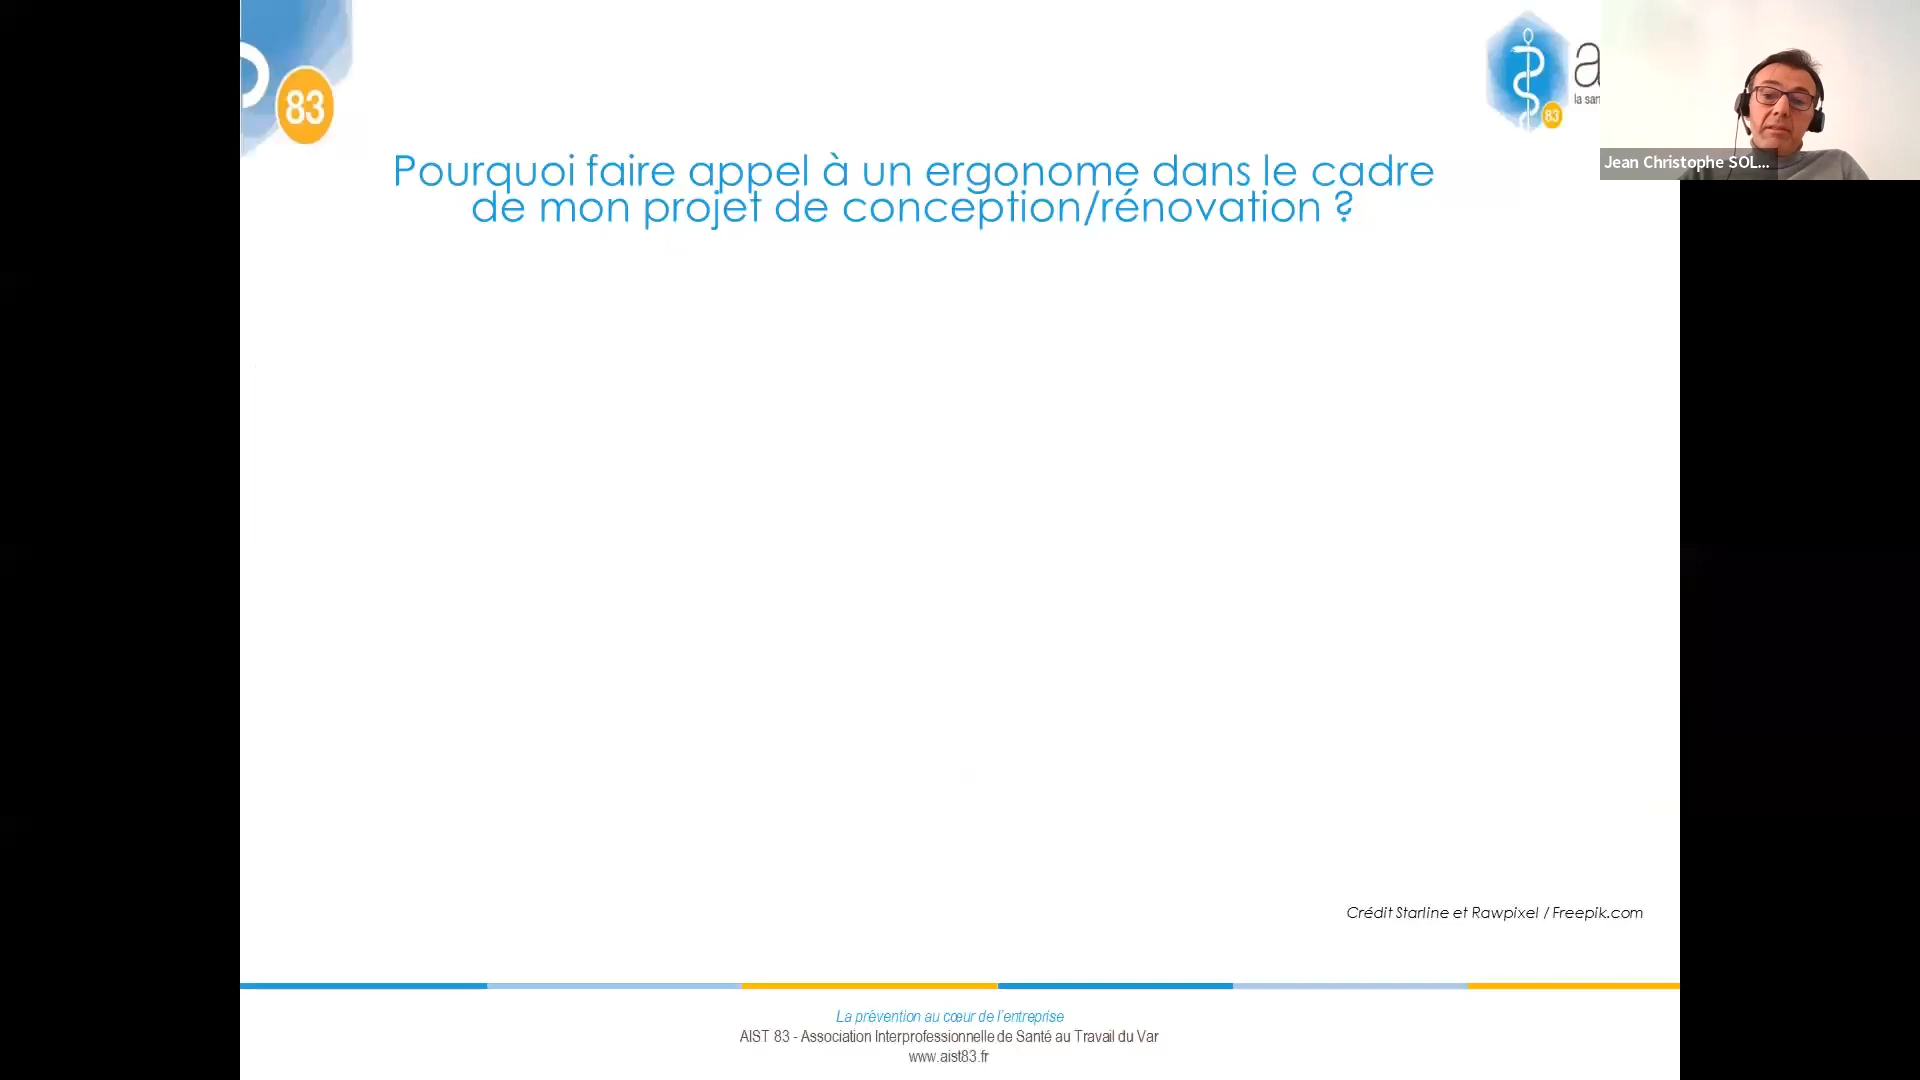 83
83
a
la san
Jean Christophe SOL...
Pourquoi faire appel à un ergonome dans le cadre
de mon projet de conception/rénovation ?
Crédit Starline et Rawpixel / Freepik.com
La prévention au cœur de l'entreprise
AIST 83 - Association Interprofessionnelle de Santé au Travail du Var
www.aist83.fr